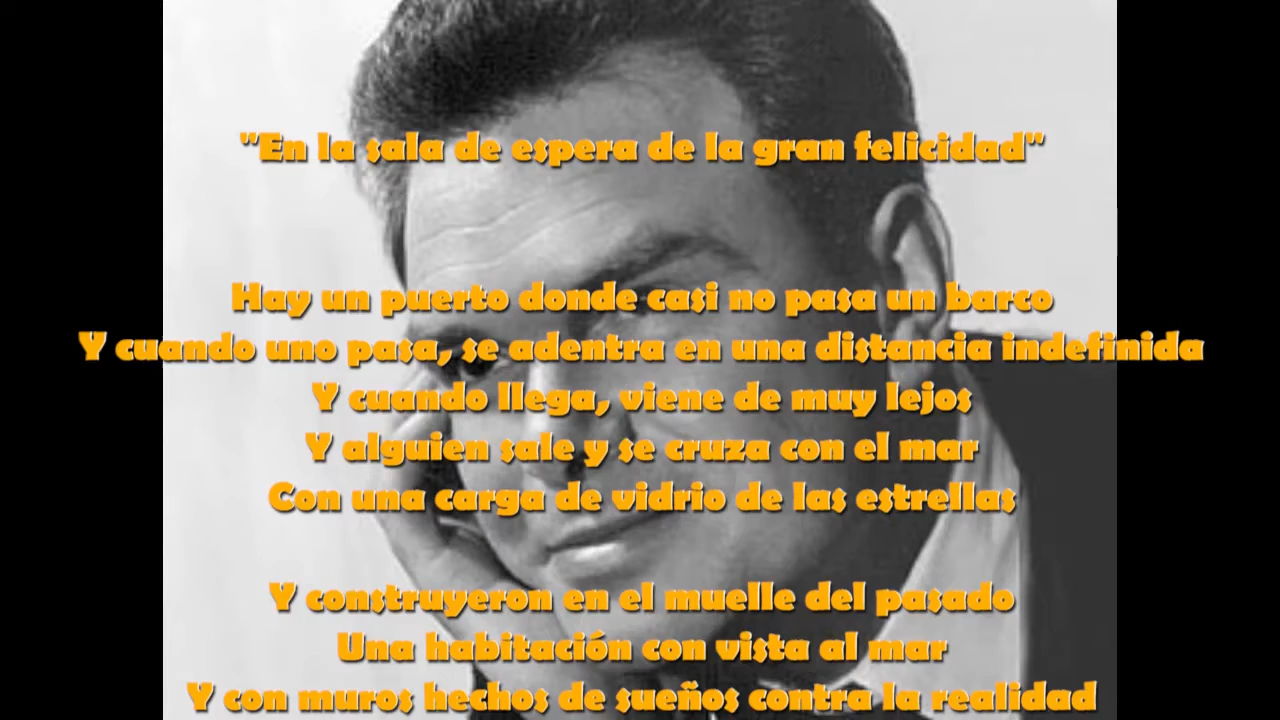 "En la sala de espera de la gran felicidad"
Hay un puerto donde casi no pasa un barco
Y cuando uno pasa, se adentra en una distancia indefinida
Y cuando llega, viene de muy lejos
Y alguien sale y se cruza con el mar
Con una carga de vidrio de las estrellas
Y construyeron en el muelle del pasado
Una habitación con vista al mar
Y con muros hechos de sueños contra la realidad